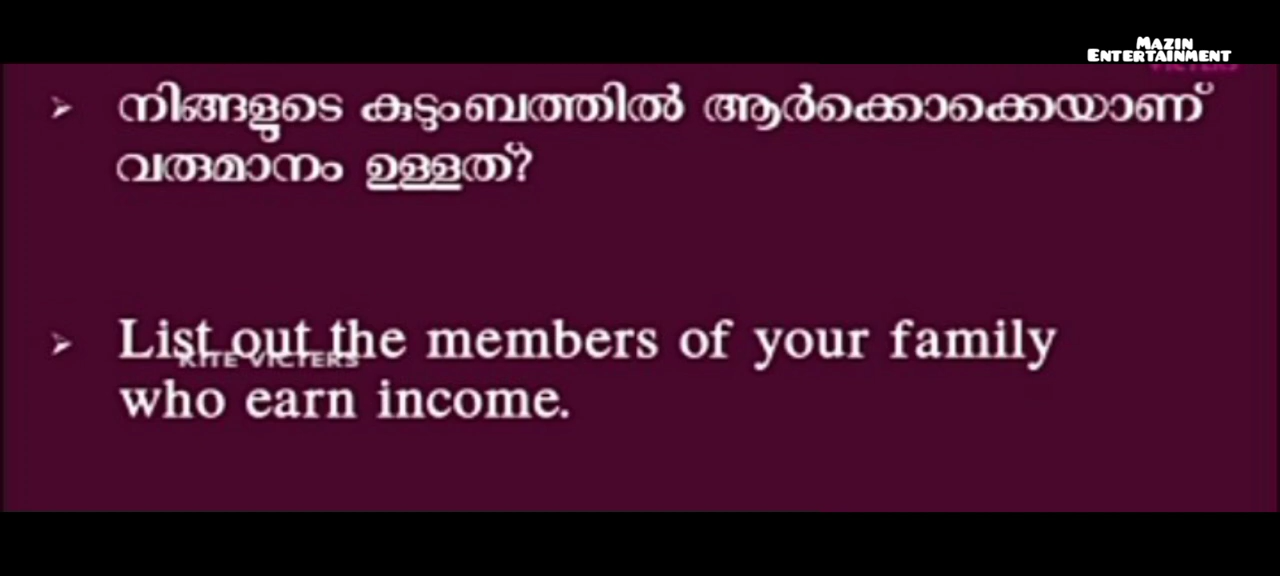 MAZIN
ENTERTAINMENT
➢ നിങ്ങളുടെ കുടുംബത്തിൽ ആർക്കൊക്കെയാണ്
വരുമാനം ഉള്ളത്?
➢ List out the members of your family
KITE VICTERS
who earn income.